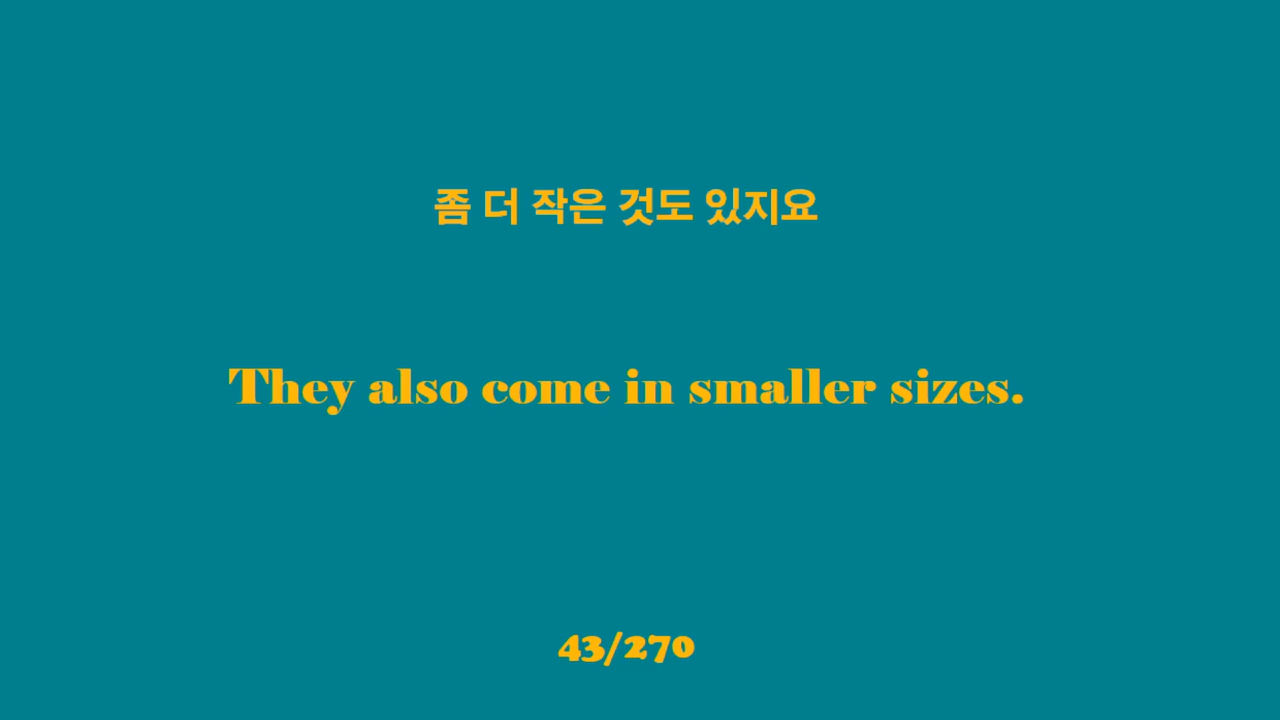 좀 더 작은 것도 있지요
They also come in smaller sizes.
43/270